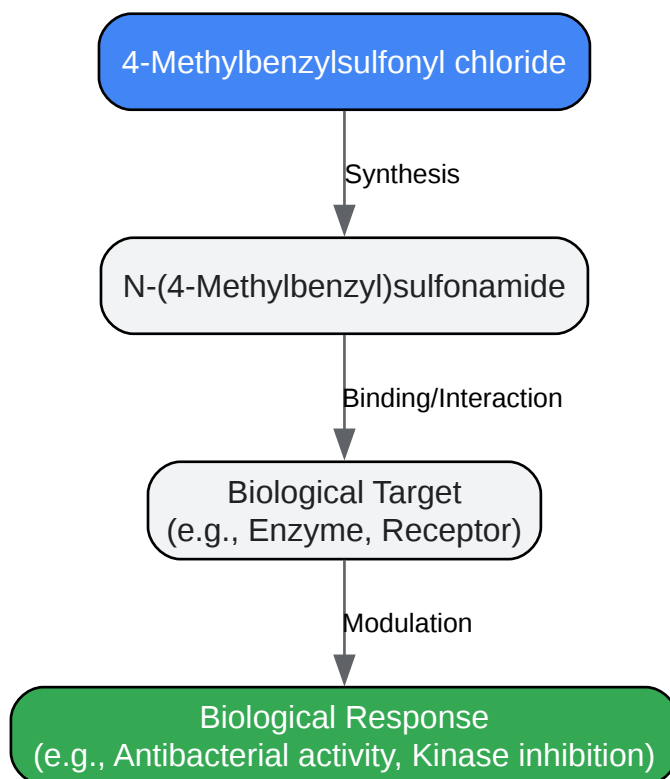 4-Methylbenzylsulfonyl chloride
Synthesis
N-(4-Methylbenzyl)sulfonamide
Binding/Interaction
Biological Target
(e.g., Enzyme, Receptor)
Modulation
Biological Response
(e.g., Antibacterial activity, Kinase inhibition)